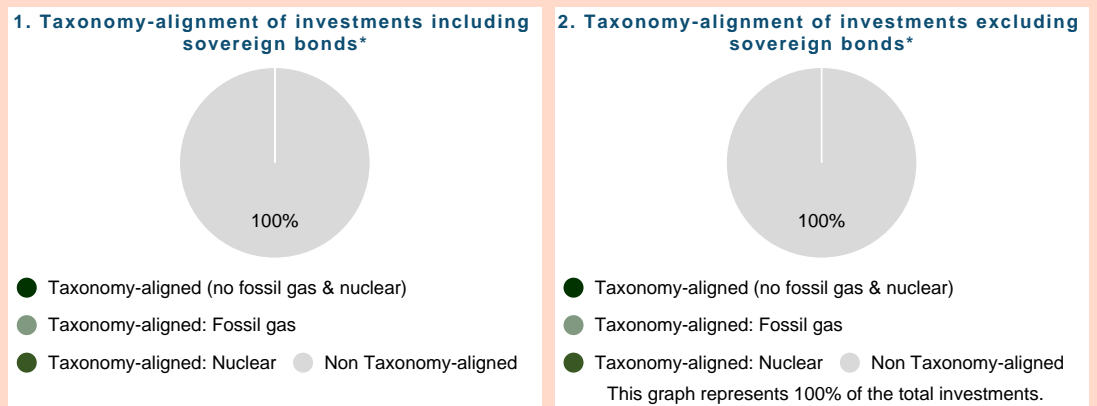 1. Taxonomy-alignment of investments including
sovereign bonds*
100%
Taxonomy-aligned (no fossil gas & nuclear)
Taxonomy-aligned: Fossil gas
Taxonomy-aligned: Nuclear
Non Taxonomy-aligned
2. Taxonomy-alignment of investments excluding
sovereign bonds*
100%
Taxonomy-aligned (no fossil gas & nuclear)
Taxonomy-aligned: Fossil gas
Taxonomy-aligned: Nuclear
Non Taxonomy-aligned
This graph represents 100% of the total investments.